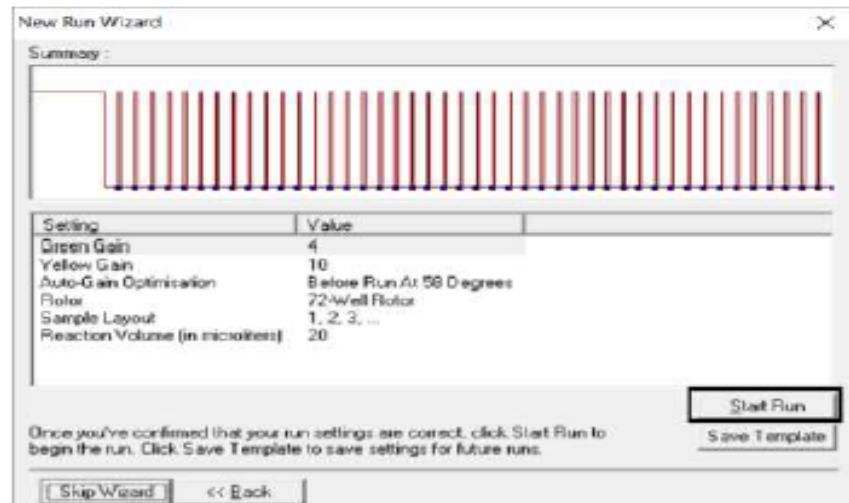 New Run Wizard
Summary :
Setting Value
Green Gain 4
Yellow Gain 10
Auto-Gain Optimisation Before Run At 58 Degrees
Rotor 72-Well Rotor
Sample Layout 1, 2, 3, ...
Reaction Volume (in microliters) 20
Start Run
Once you've confirmed that your run settings are correct, click Start Run to
begin the run. Click Save Template to save settings for future runs.
Save Template
Skip Wizard << Back